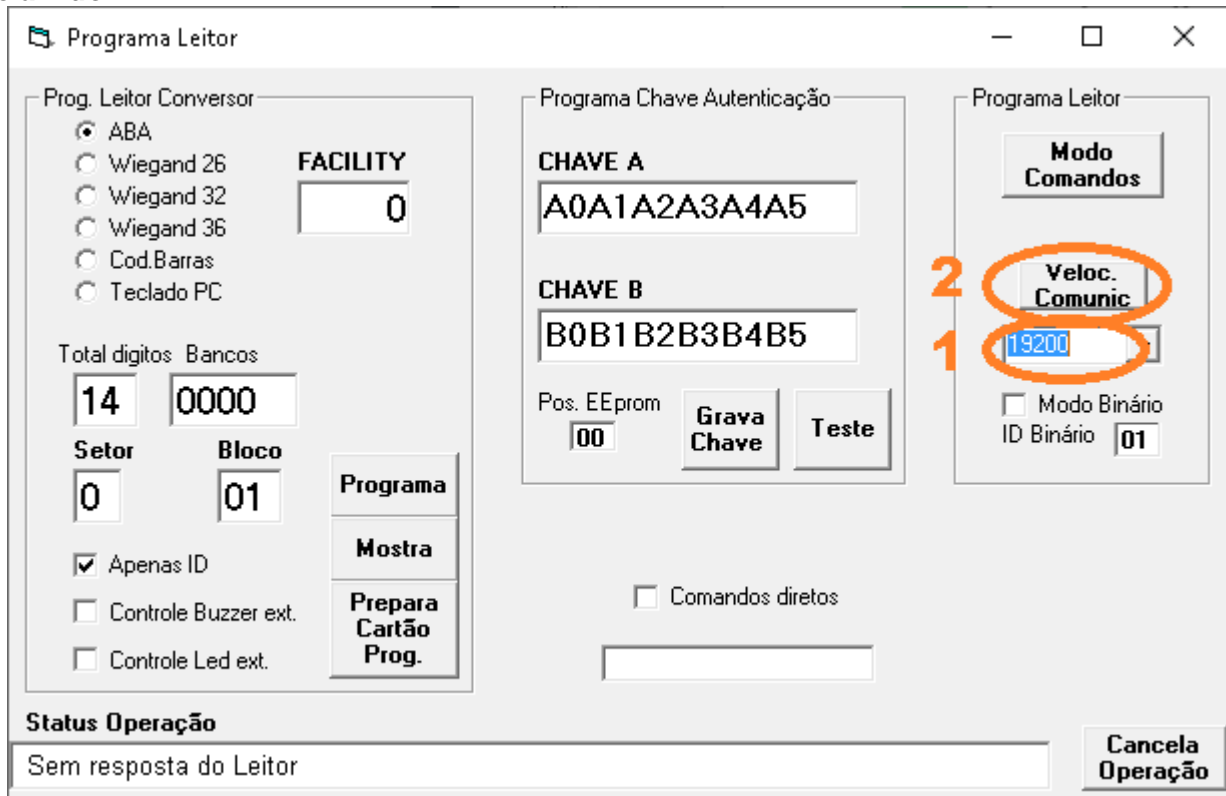 Programa Leitor
Prog. Leitor Conversor
ABA
Wiegand 26
Wiegand 32
Wiegand 36
Cod.Barras
Teclado PC
FACILITY
0
Total digitos Bancos
14 0000
Setor Bloco
0 01
Apenas ID
Controle Buzzer ext.
Controle Led ext.
Programa
Mostra
Prepara
Cartão
Prog.
Programa Chave Autenticação
CHAVE A
A0A1A2A3A4A5
CHAVE B
B0B1B2B3B4B5
Pos. EEprom
00
Grava
Chave
Teste
Comandos diretos
Programa Leitor
Modo
Comandos
2
Veloc.
Comunic
1
19200
Modo Binário
ID Binário 01
Status Operação
Sem resposta do Leitor
Cancela
Operação